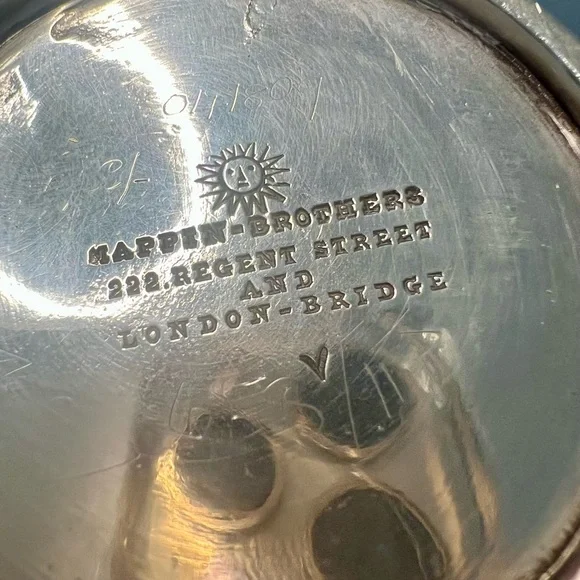 MAPPIN-BROTHERS
222.REGENT STREET
AND
LONDON-BRIDGE
V